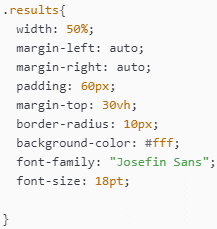 .results{
width: 50%;
margin-left: auto;
margin-right: auto;
padding: 60px;
margin-top: 30vh;
border-radius: 10px;
background-color: #fff;
font-family: "Josefin Sans";
font-size: 18pt;
}